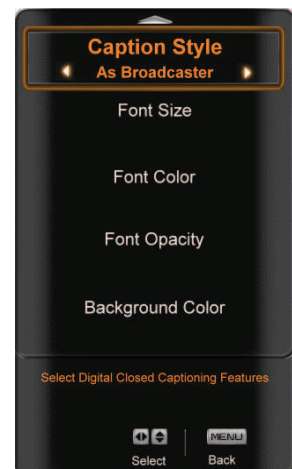 Caption Style
As Broadcaster
Font Size
Font Color
Font Opacity
Background Color
Select Digital Closed Captioning Features
MENU
Select
Back